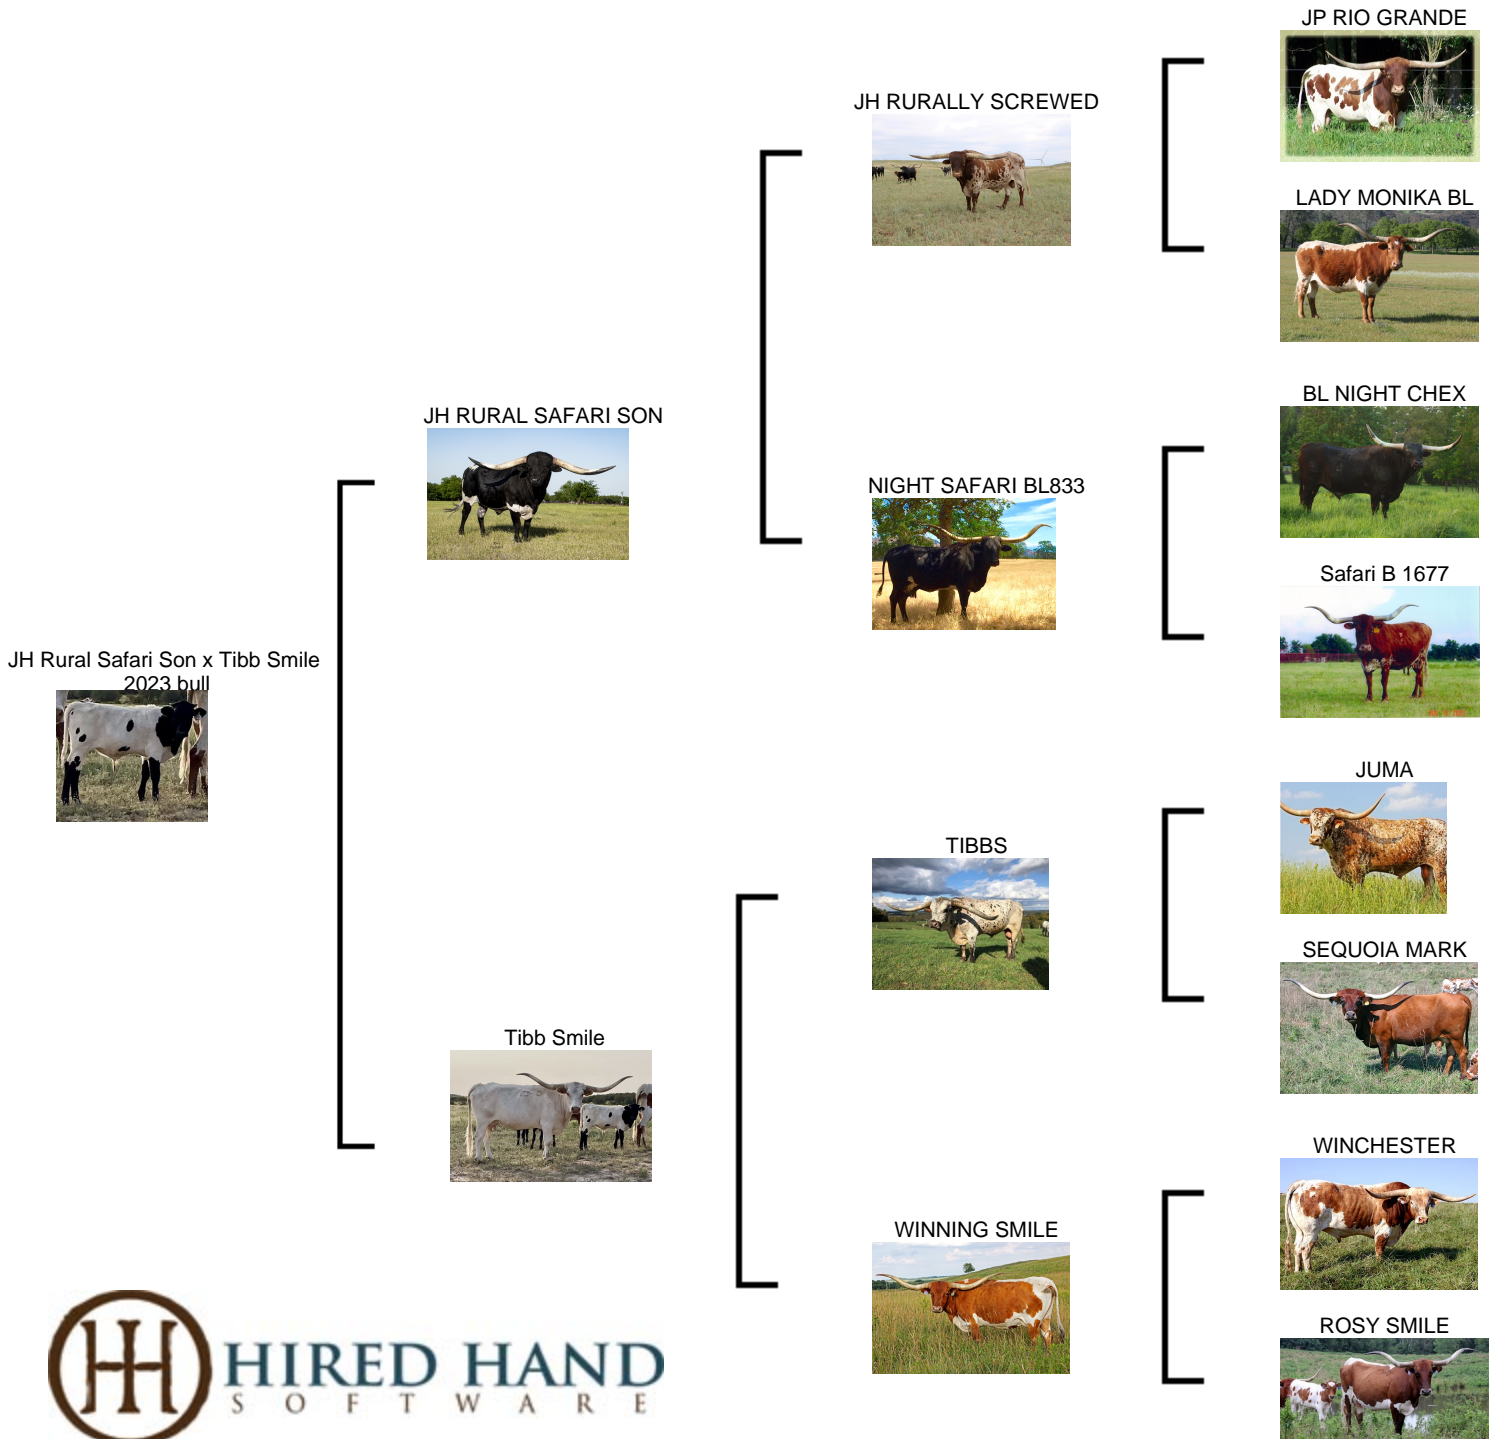 JP RIO GRANDE
JH RURALLY SCREWED
LADY MONIKA BL
BL NIGHT CHEX
JH RURAL SAFARI SON
NIGHT SAFARI BL833
Safari B 1677
JH Rural Safari Son x Tibb Smile
2023 bull
JUMA
TIBBS
SEQUOIA MARK
Tibb Smile
WINCHESTER
WINNING SMILE
ROSY SMILE
HIRED HAND
SOFTWARE